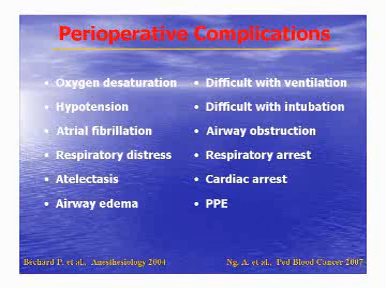 Perioperative Complications
• Oxygen desaturation
• Hypotension
• Atrial fibrillation
• Respiratory distress
• Atelectasis
• Airway edema
• Difficult with ventilation
• Difficult with intubation
• Airway obstruction
• Respiratory arrest
• Cardiac arrest
• PPE
Bechard P. et al., Anesthesiology 2004
Ng. A. et al., Ped Blood Cancer 2007